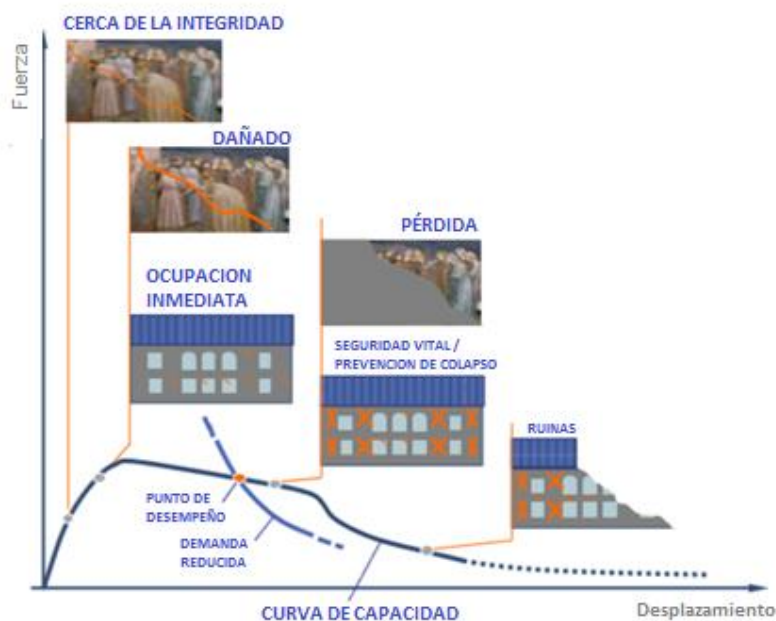 CERCA DE LA INTEGRIDAD
Fuerza
DAÑADO
PÉRDIDA
OCUPACION
INMEDIATA
SEGURIDAD VITAL /
PREVENCION DE COLAPSO
RUINAS
PUNTO DE
DESEMPEÑO
DEMANDA
REDUCIDA
CURVA DE CAPACIDAD
Desplazamiento